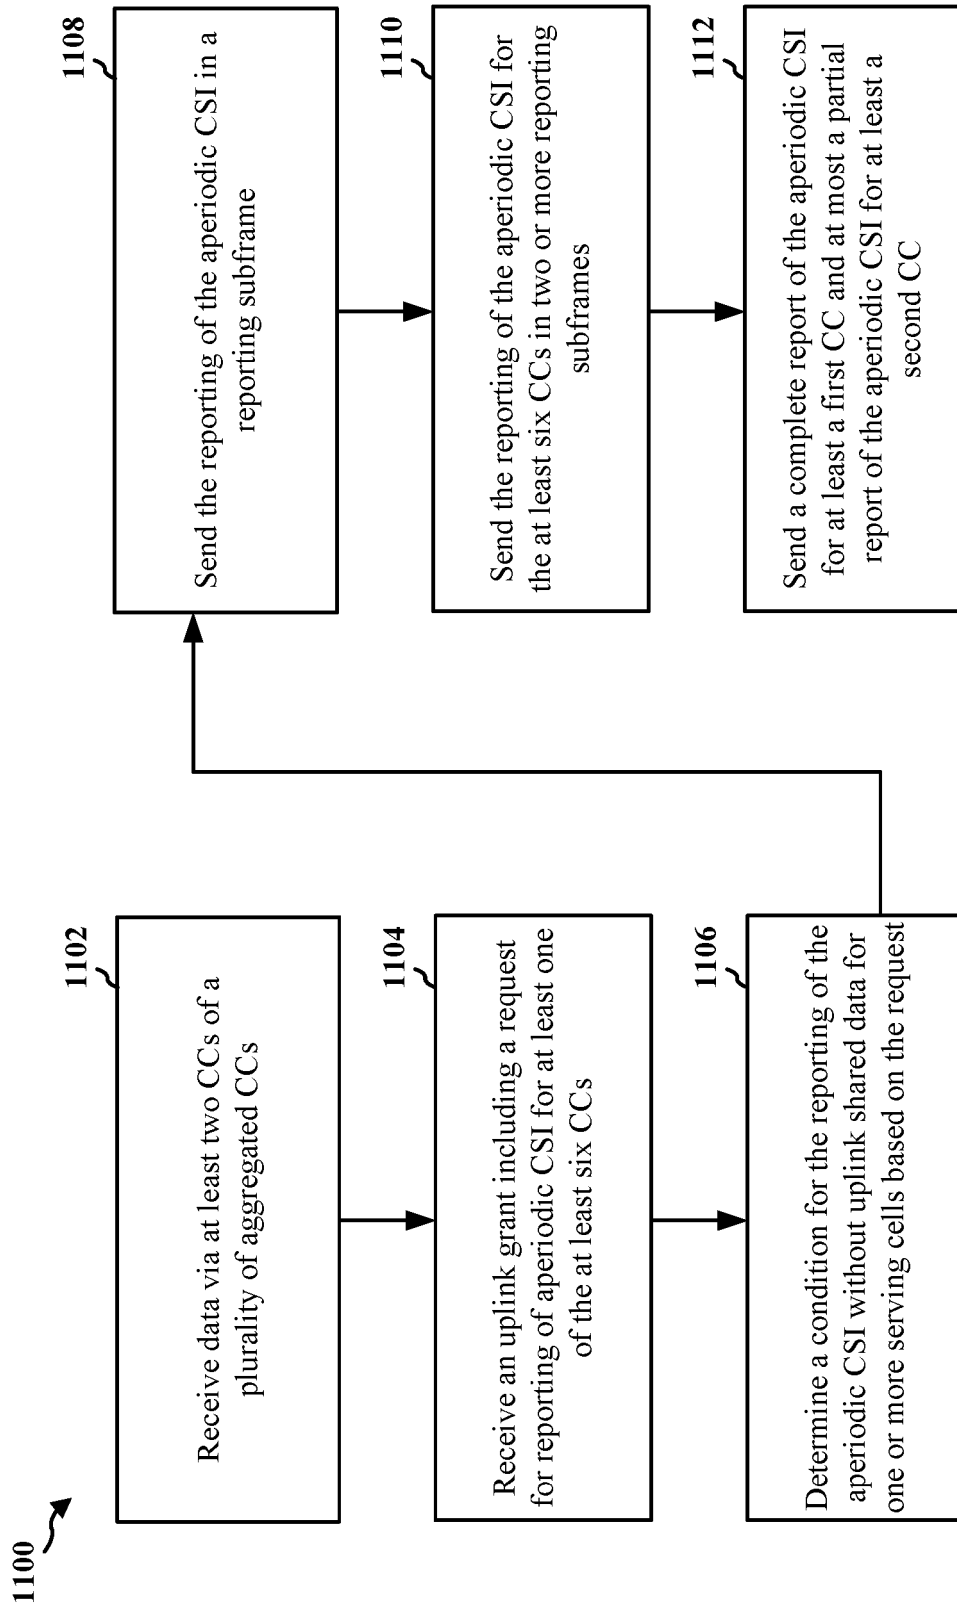 1100
1102
Receive data via at least two CCs of a
plurality of aggregated CCs
1104
Receive an uplink grant including a request
for reporting of aperiodic CSI for at least one
of the at least six CCs
1106
Determine a condition for the reporting of the
aperiodic CSI without uplink shared data for
one or more serving cells based on the request
1108
Send the reporting of the aperiodic CSI in a
reporting subframe
1110
Send the reporting of the aperiodic CSI for
the at least six CCs in two or more reporting
subframes
1112
Send a complete report of the aperiodic CSI
for at least a first CC and at most a partial
report of the aperiodic CSI for at least a
second CC